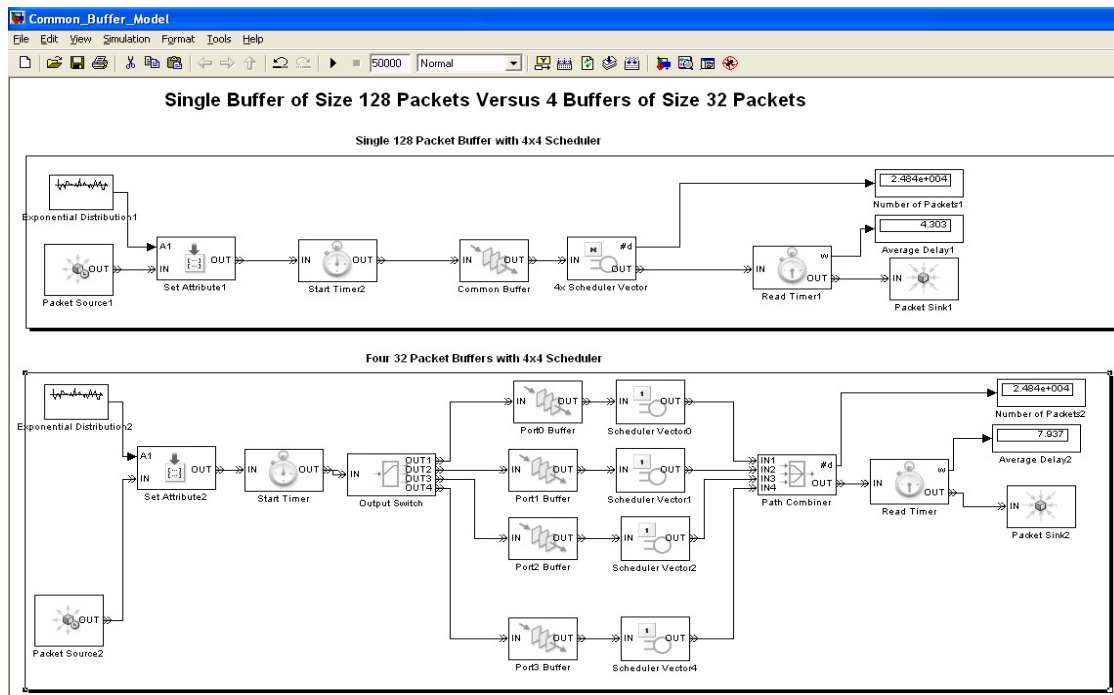 Common_Buffer_Model
File Edit View Simulation Format Tools Help
50000 Normal
Single Buffer of Size 128 Packets Versus 4 Buffers of Size 32 Packets
Single 128 Packet Buffer with 4x4 Scheduler
Exponential Distribution1
Packet Source1
OUT
A1
IN
OUT
Set Attribute1
IN
OUT
Start Timer2
IN
OUT
Common Buffer
IN
N
#d
OUT
4x Scheduler Vector
IN
w
OUT
Read Timer1
2.484e+004
Number of Packets1
4.303
Average Delay1
IN
Packet Sink1
Four 32 Packet Buffers with 4x4 Scheduler
Exponential Distribution2
Packet Source2
OUT
A1
IN
OUT
Set Attribute2
IN
OUT
Start Timer
IN
OUT1
OUT2
OUT3
OUT4
Output Switch
IN
OUT
Port0 Buffer
IN
1
OUT
Scheduler Vector0
IN
OUT
Port1 Buffer
IN
1
OUT
Scheduler Vector1
IN
OUT
Port2 Buffer
IN
1
OUT
Scheduler Vector2
IN
OUT
Port3 Buffer
IN
1
OUT
Scheduler Vector4
IN1
IN2
IN3
IN4
#d
OUT
Path Combiner
IN
w
OUT
Read Timer
2.484e+004
Number of Packets2
7.937
Average Delay2
IN
Packet Sink2